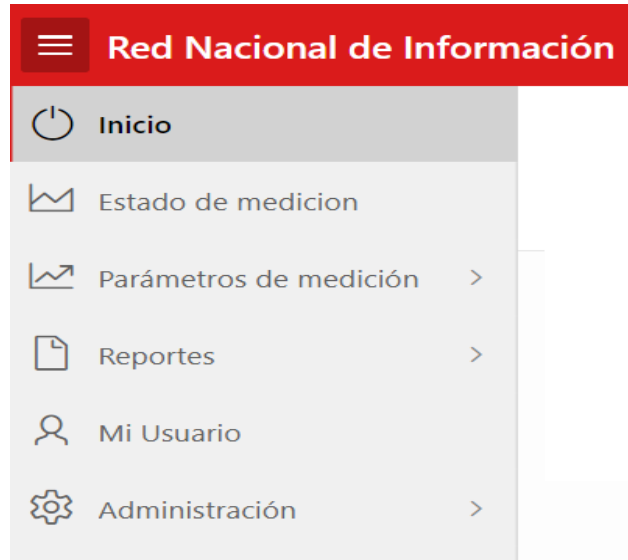 Red Nacional de Información
Inicio
Estado de medicion
Parámetros de medición
Reportes
Mi Usuario
Administración